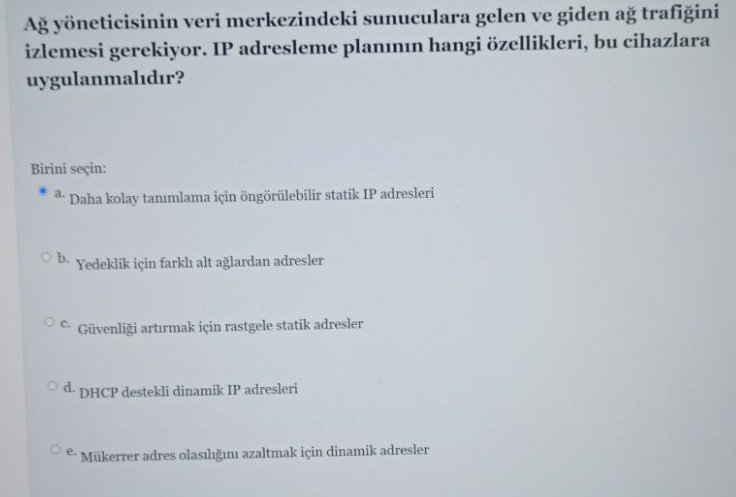 Ağ yöneticisinin veri merkezindeki sunuculara gelen ve giden ağ trafiğini
izlemesi gerekiyor. IP adresleme planının hangi özellikleri, bu cihazlara
uygulanmalıdır?
Birini seçin:
a. Daha kolay tanımlama için öngörülebilir statik IP adresleri
b. Yedeklik için farklı alt ağlardan adresler
c. Güvenliği artırmak için rastgele statik adresler
d. DHCP destekli dinamik IP adresleri
e. Mükerrer adres olasılığını azaltmak için dinamik adresler